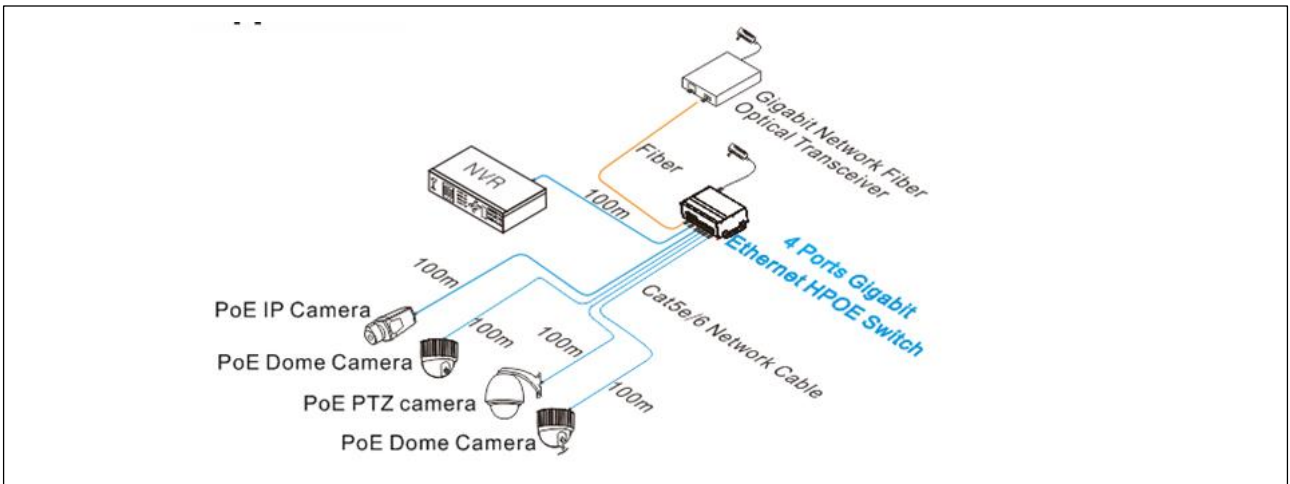 Gigabit Network Fiber
Optical Transceiver
Fiber
NVR
100m
4 Ports Gigabit
Ethernet HPOE Switch
100m
Cat5e/6 Network Cable
PoE IP Camera
100m
100m
PoE Dome Camera
PoE PTZ camera
100m
PoE Dome Camera